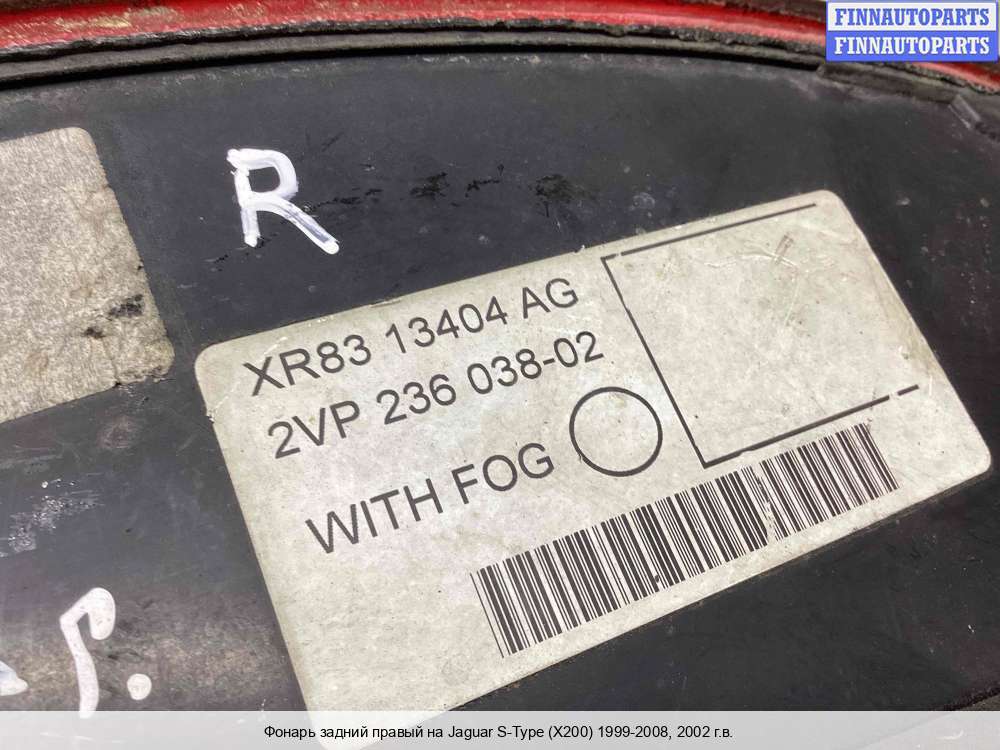 FINNAUTOPARTS
FINNAUTOPARTS
R
XR83 13404 AG
2VP 236 038-02
WITH FOG
г.
Фонарь задний правый на Jaguar S-Type (X200) 1999-2008, 2002 г.в.